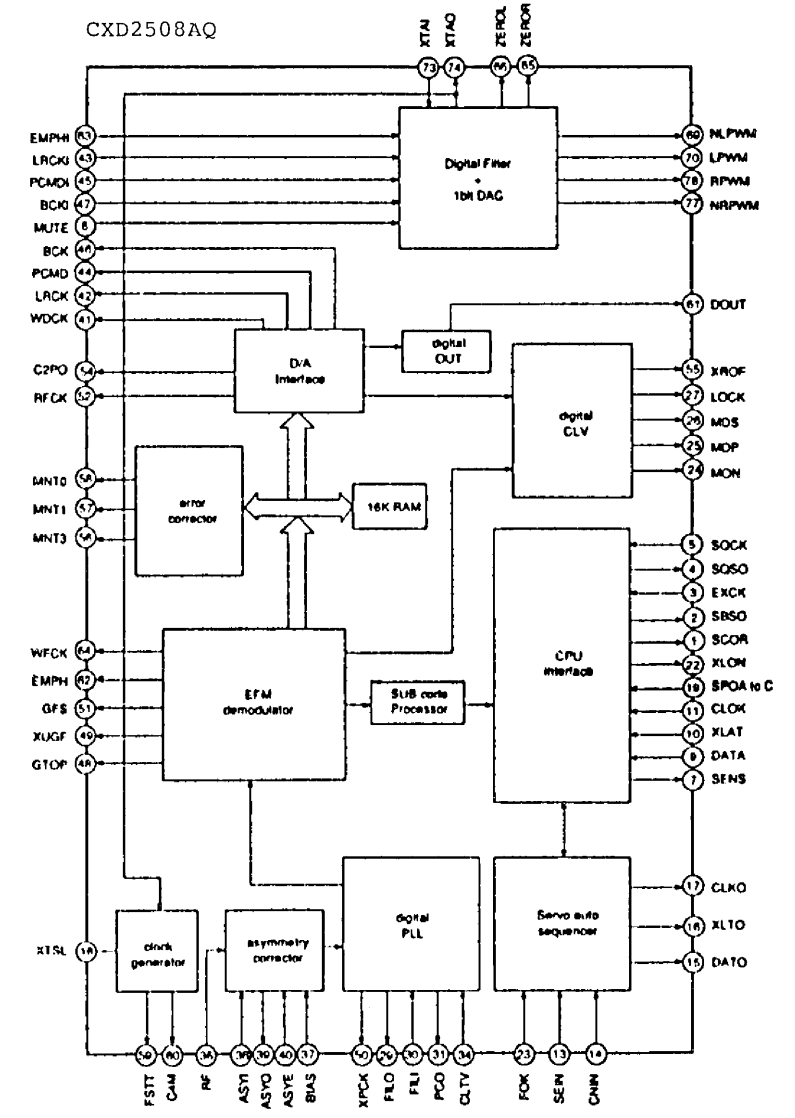 CXD2508AQ
XTAI
XTAO
ZEROL
ZEROR
73
74
66
65
EMPHI 63
LRCKI 43
PCMDI 45
BCKI 47
MUTE 8
BCK 46
PCMD 44
LRCK 42
WDCK 41
C2PO 54
RFCK 52
MNT0 58
MNT1 57
MNT3 56
WFCK 64
EMPH 62
GFS 51
XUGF 49
GTOP 48
XTSL 18
Digital Filter
+
1bit DAC
69 NLPWM
70 LPWM
78 RPWM
77 NRPWM
61 DOUT
D/A
Interface
digital
OUT
digital
CLV
55 XROF
27 LOCK
26 MDS
25 MDP
24 MON
error
corrector
16K RAM
CPU
interface
5 SQCK
4 SQSO
3 EXCK
2 SBSO
1 SCOR
22 XLON
19 SPOA to C
11 CLOK
10 XLAT
9 DATA
7 SENS
EFM
demodulator
SUB code
Processor
clock
generator
asymmetry
corrector
digital
PLL
Servo auto
sequencer
17 CLKO
16 XLTO
15 DATO
59
60
36
38
39
40
37
50
29
30
31
34
23
13
14
FSTT
C4M
RF
ASYI
ASYO
ASYE
BIAS
XPCK
FILO
FILI
PCO
CLTV
FOK
SEIN
CNIN